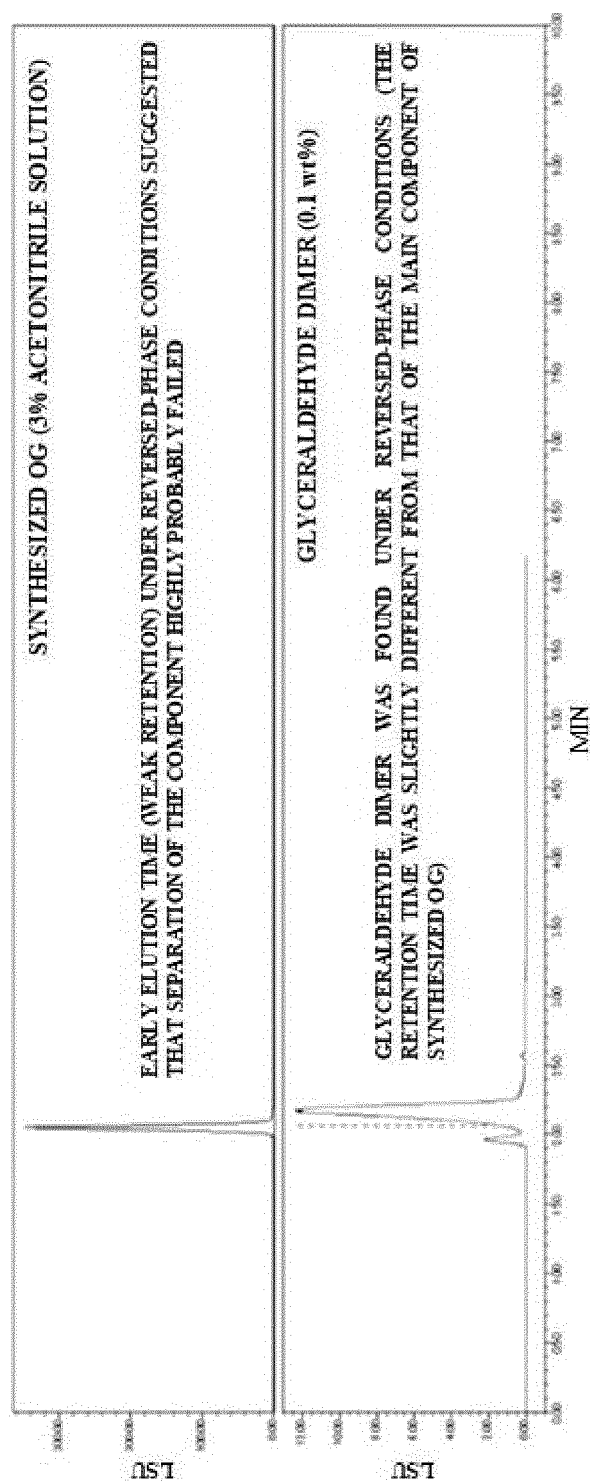 SYNTHESIZED OG (3% ACETONITRILE SOLUTION)
EARLY ELUTION TIME (WEAK RETENTION) UNDER REVERSED-PHASE CONDITIONS SUGGESTED
THAT SEPARATION OF THE COMPONENT HIGHLY PROBABLY FAILED
LSU
GLYCERALDEHYDE DIMER (0.1 wt%)
GLYCERALDEHYDE DIMER WAS FOUND UNDER REVERSED-PHASE CONDITIONS (THE
RETENTION TIME WAS SLIGHTLY DIFFERENT FROM THAT OF THE MAIN COMPONENT OF
SYNTHESIZED OG)
LSU
MIN